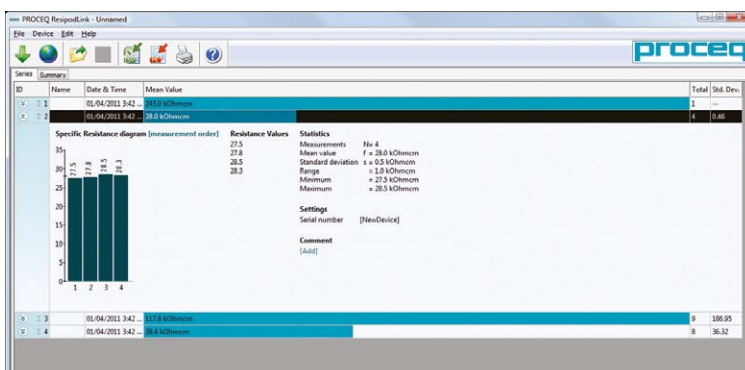 PROCEQ ResipodLink - Unnamed
File Device Edit Help
proceq
Series Summary
ID Name Date & Time Mean Value Total Std. Dev.
1 01/04/2011 3:42 ... 243.0 kOhmcm 1 --
2 01/04/2011 3:42 ... 28.0 kOhmcm 4 0.46
Specific Resistance diagram [measurement order]
35
30
25
20
15
10
5
0
27.5 27.8 28.5 28.3
1 2 3 4
Resistance Values
27.5
27.8
28.5
28.3
Statistics
Measurements N= 4
Mean value f = 28.0 kOhmcm
Standard deviation s = 0.5 kOhmcm
Range = 1.0 kOhmcm
Minimum = 27.5 kOhmcm
Maximum = 28.5 kOhmcm
Settings
Serial number [NewDevice]
Comment
[Add]
3 01/04/2011 3:42 ... 117.8 kOhmcm 9 186.95
4 01/04/2011 3:42 ... 38.4 kOhmcm 8 36.32